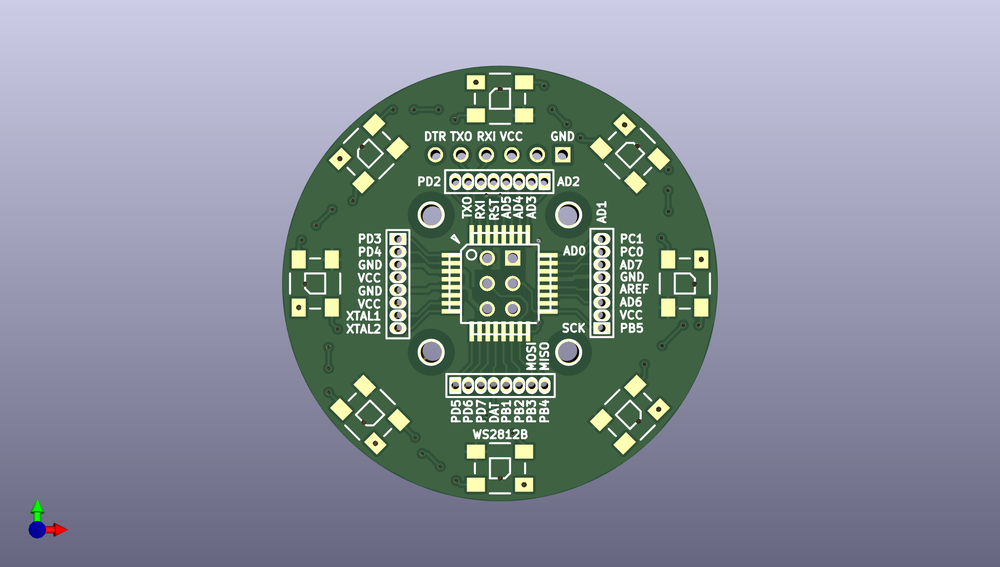 DTR TXO RXI VCC GND
PD2
AD2
TXO
RXI
RST
AD5
AD4
AD3
AD1
PD3
PD4
GND
VCC
GND
VCC
XTAL1
XTAL2
AD0
PC1
PC0
AD7
GND
AREF
AD6
VCC
PB5
SCK
MOSI
MISO
PD5
PD6
PD7
DAT
PB1
PB2
PB3
PB4
WS2812B